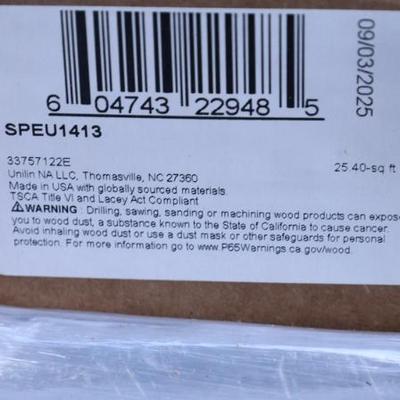 09/03/2025
6 04743 22948 5
SPEU1413
33757122E
25.40-sq ft
Unilin NA LLC, Thomasville, NC 27360
Made in USA with globally sourced materials.
TSCA Title VI and Lacey Act Compliant
⚠WARNING: Drilling, sawing, sanding or machining wood products can expose
you to wood dust, a substance known to the State of California to cause cancer.
Avoid inhaling wood dust or use a dust mask or other safeguards for personal
protection. For more information go to www.P65Warnings.ca.gov/wood.